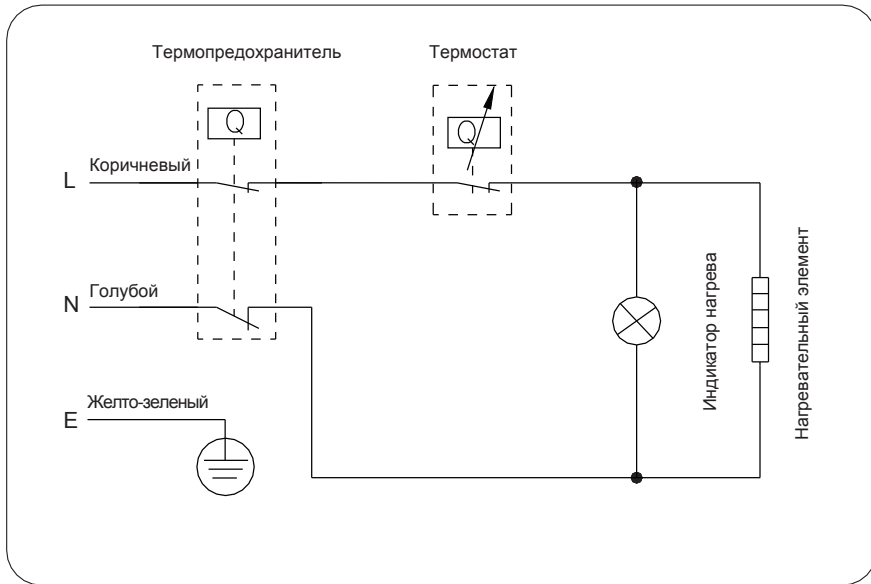 Термопредохранитель
Термостат
Q
Q
Коричневый
L
Голубой
N
Желто-зеленый
E
Индикатор нагрева
Нагревательный элемент